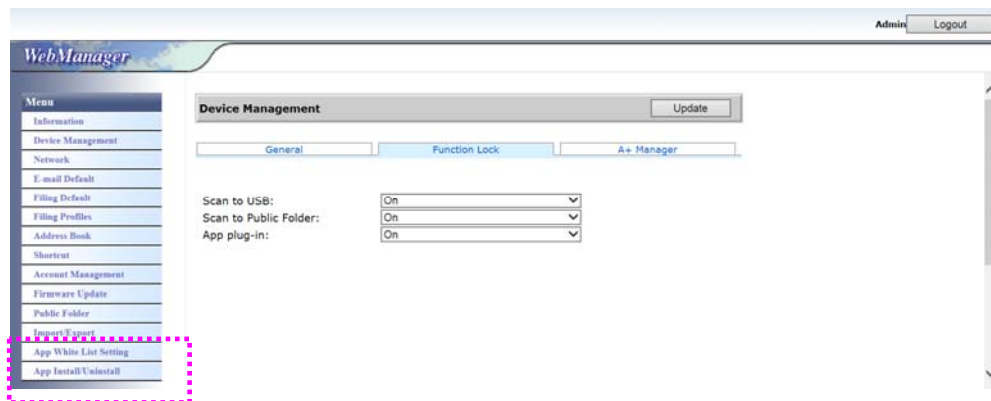 Admin Logout
WebManager
Menu
Information
Device Management
Network
E-mail Default
Filing Default
Filing Profiles
Address Book
Shortcut
Account Management
Firmware Update
Public Folder
Import/Export
App White List Setting
App Install/Uninstall
Device Management Update
General Function Lock A+ Manager
Scan to USB: On
Scan to Public Folder: On
App plug-in: On